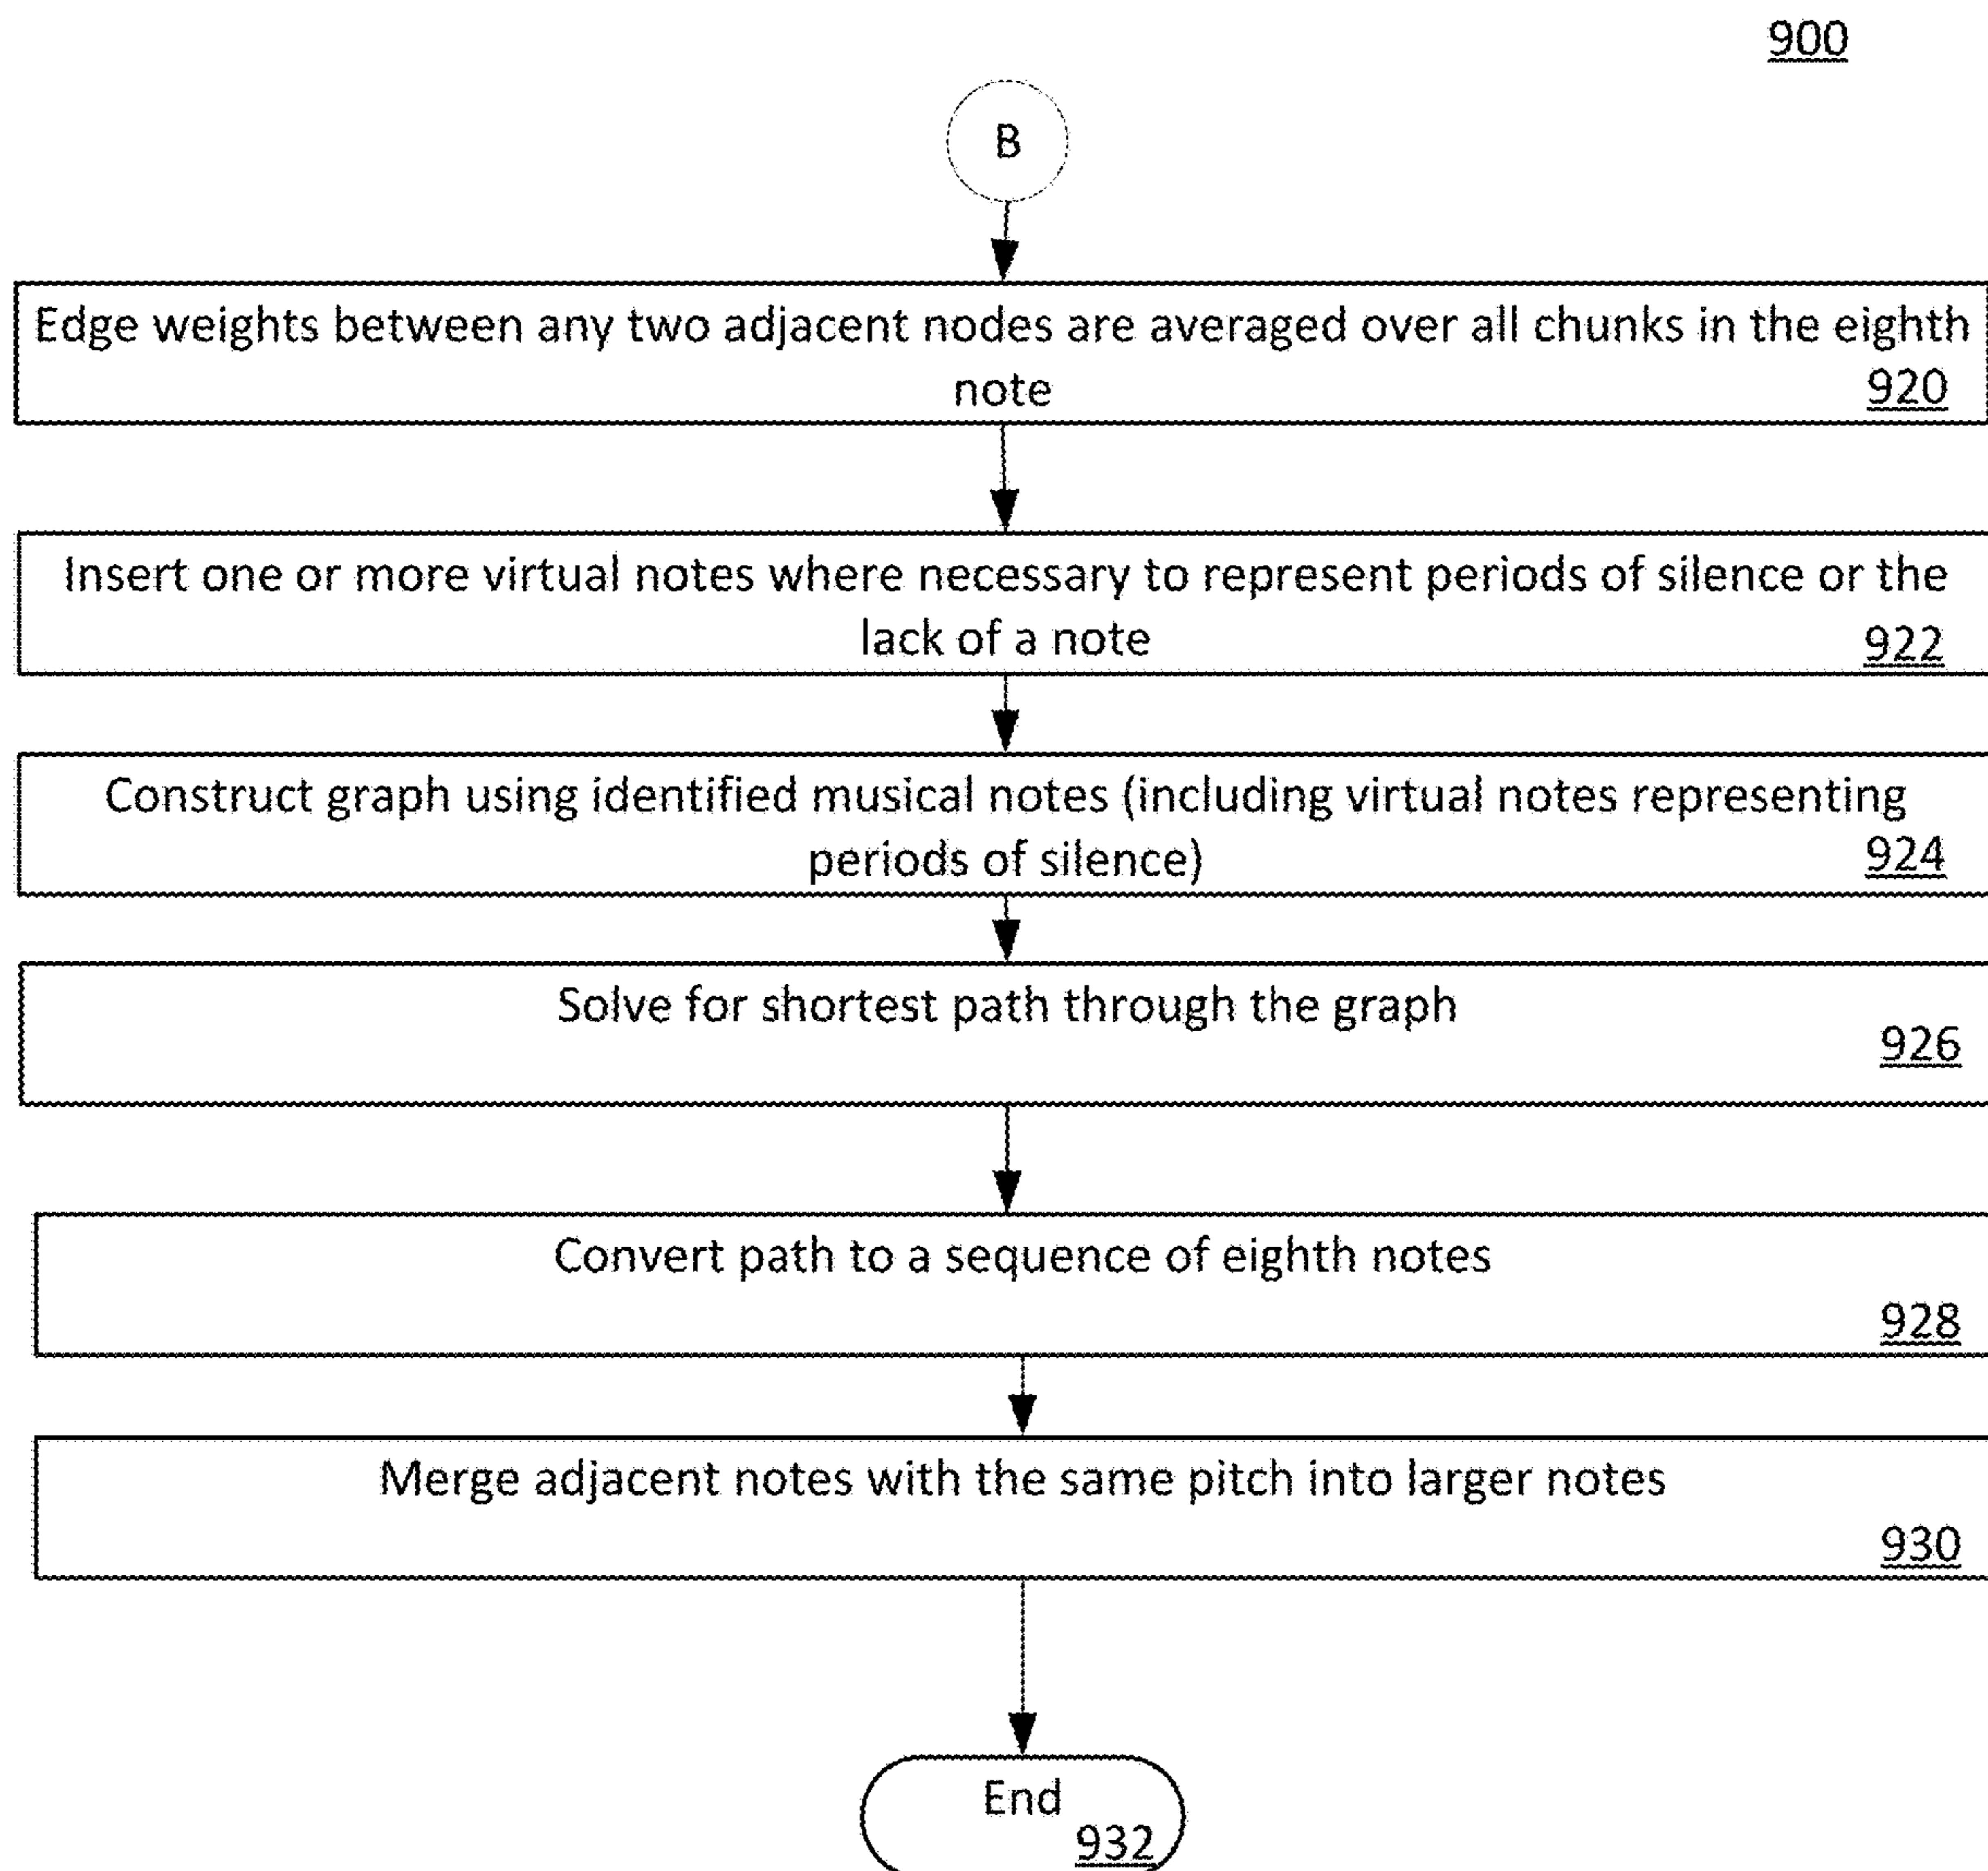 900
B
Edge weights between any two adjacent nodes are averaged over all chunks in the eighth
note
920
Insert one or more virtual notes where necessary to represent periods of silence or the
lack of a note
922
Construct graph using identified musical notes (including virtual notes representing
periods of silence)
924
Solve for shortest path through the graph
926
Convert path to a sequence of eighth notes
928
Merge adjacent notes with the same pitch into larger notes
930
End
932